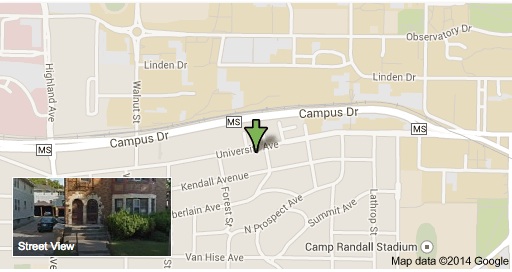 Observatory Dr
Linden Dr
Linden Dr
Highland Ave
Walnut St
MS
Campus Dr
Campus Dr
MS
MS
University Ave
Kendall Avenue
Forest St
Lathrop St
N Prospect Ave
Summit Ave
Street View
Camp Randall Stadium
Van Hise Ave
Map data ©2014 Google